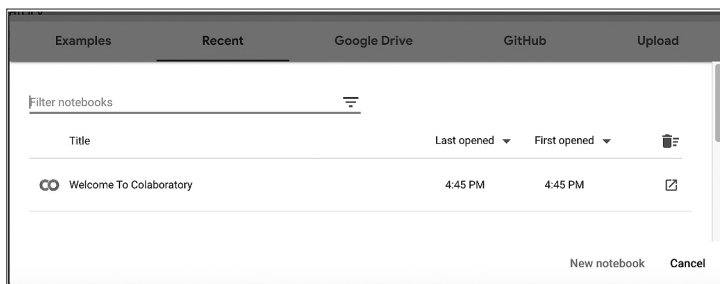 Examples Recent Google Drive GitHub Upload
Filter notebooks
Title Last opened First opened
Welcome To Colaboratory 4:45 PM 4:45 PM
New notebook Cancel